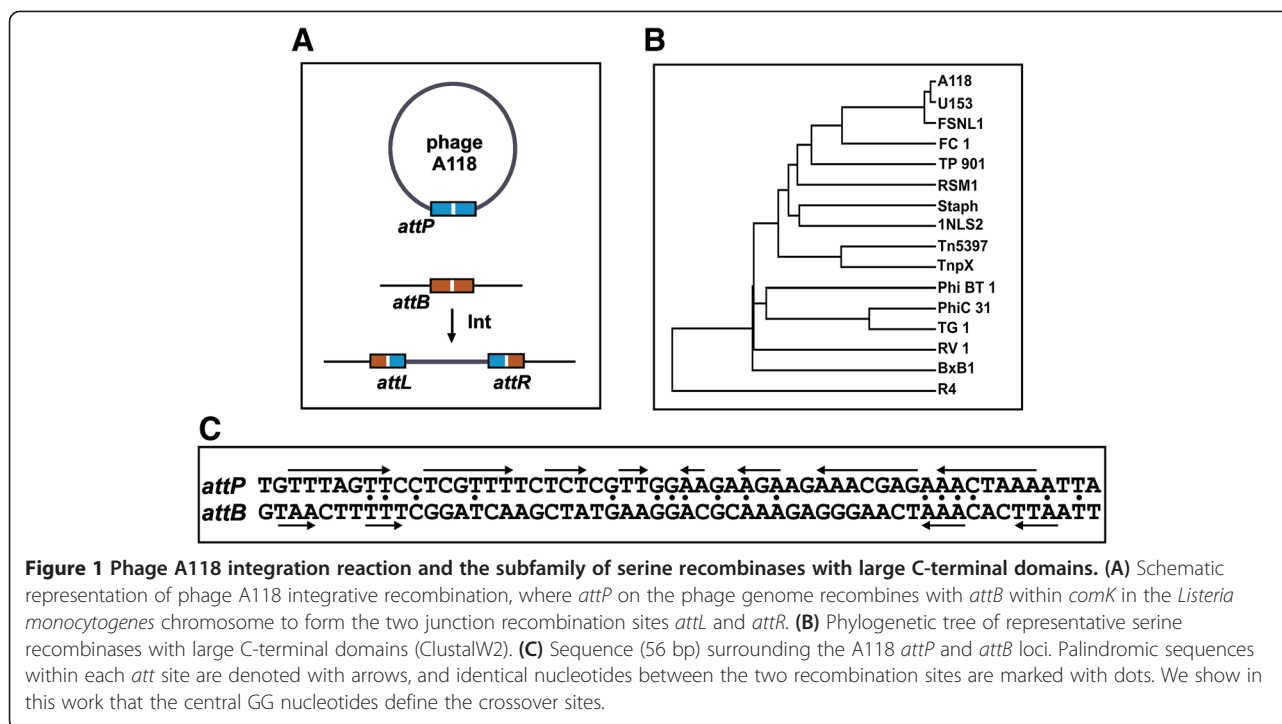 A
phage
A118
attP
attB
Int
attL
attR
B
A118
U153
FSNL1
FC 1
TP 901
RSM1
Staph
1NLS2
Tn5397
TnpX
Phi BT 1
PhiC 31
TG 1
RV 1
BxB1
R4
C
attP TGTTTAGTTCCTCGTTTTCTCTCGTTGGAAGAAGAAGAAACGAGAAACTAAAATTA
attB GTAACTTTTTCGGATCAAGCTATGAAGGACGCAAAGAGGGAACTAAACACTTAATT
Figure 1 Phage A118 integration reaction and the subfamily of serine recombinases with large C-terminal domains. (A) Schematic
representation of phage A118 integrative recombination, where attP on the phage genome recombines with attB within comK in the Listeria
monocytogenes chromosome to form the two junction recombination sites attL and attR. (B) Phylogenetic tree of representative serine
recombinases with large C-terminal domains (ClustalW2). (C) Sequence (56 bp) surrounding the A118 attP and attB loci. Palindromic sequences
within each att site are denoted with arrows, and identical nucleotides between the two recombination sites are marked with dots. We show in
this work that the central GG nucleotides define the crossover sites.